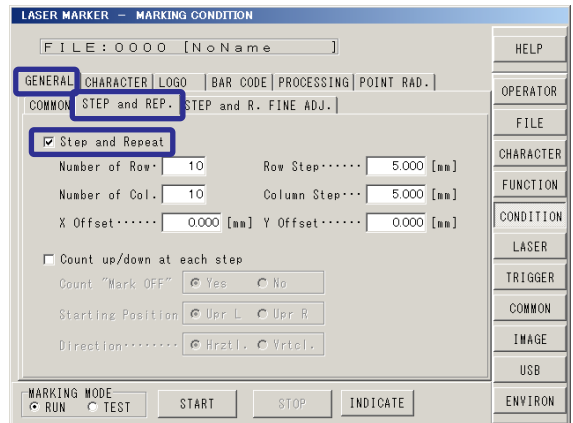 LASER MARKER – MARKING CONDITION
FILE:0000 [NoName ]
HELP
GENERAL CHARACTER LOGO BAR CODE PROCESSING POINT RAD.
OPERATOR
COMMON STEP and REP. STEP and R. FINE ADJ.
FILE
Step and Repeat
CHARACTER
Number of Row· 10 Row Step······ 5.000 [mm]
FUNCTION
Number of Col. 10 Column Step··· 5.000 [mm]
CONDITION
X Offset······ 0.000 [mm] Y Offset······ 0.000 [mm]
LASER
Count up/down at each step
TRIGGER
Count "Mark OFF" Yes No
COMMON
Starting Position Upr L Upr R
IMAGE
Direction········ Hrztl. Vrtcl.
USB
MARKING MODE
RUN TEST START STOP INDICATE
ENVIRON